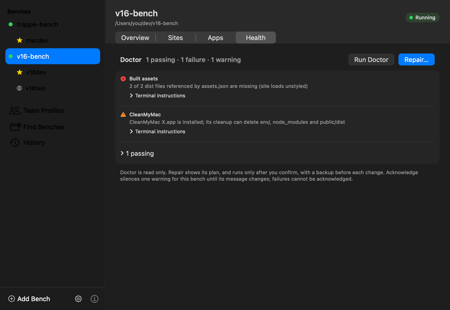 Benches
frappe-bench
v16-bench
/Users/you/dev/v16-bench
Running
Overview
Sites
Apps
Health
v16-bench
Team Profiles
Find Benches
History
Doctor 1 passing · 1 failure · 1 warning
Run Doctor
Repair...
Built assets
2 of 2 dist files referenced by assets.json are missing (site loads unstyled)
Terminal instructions
CleanMyMac
CleanMyMac X.app is installed; its cleanup can delete env/, node_modules and public/dist
Terminal instructions
1 passing
Doctor is read only. Repair shows its plan, and runs only after you confirm, with a backup before each change. Acknowledge
silences one warning for this bench until its message changes; failures cannot be acknowledged.
Add Bench